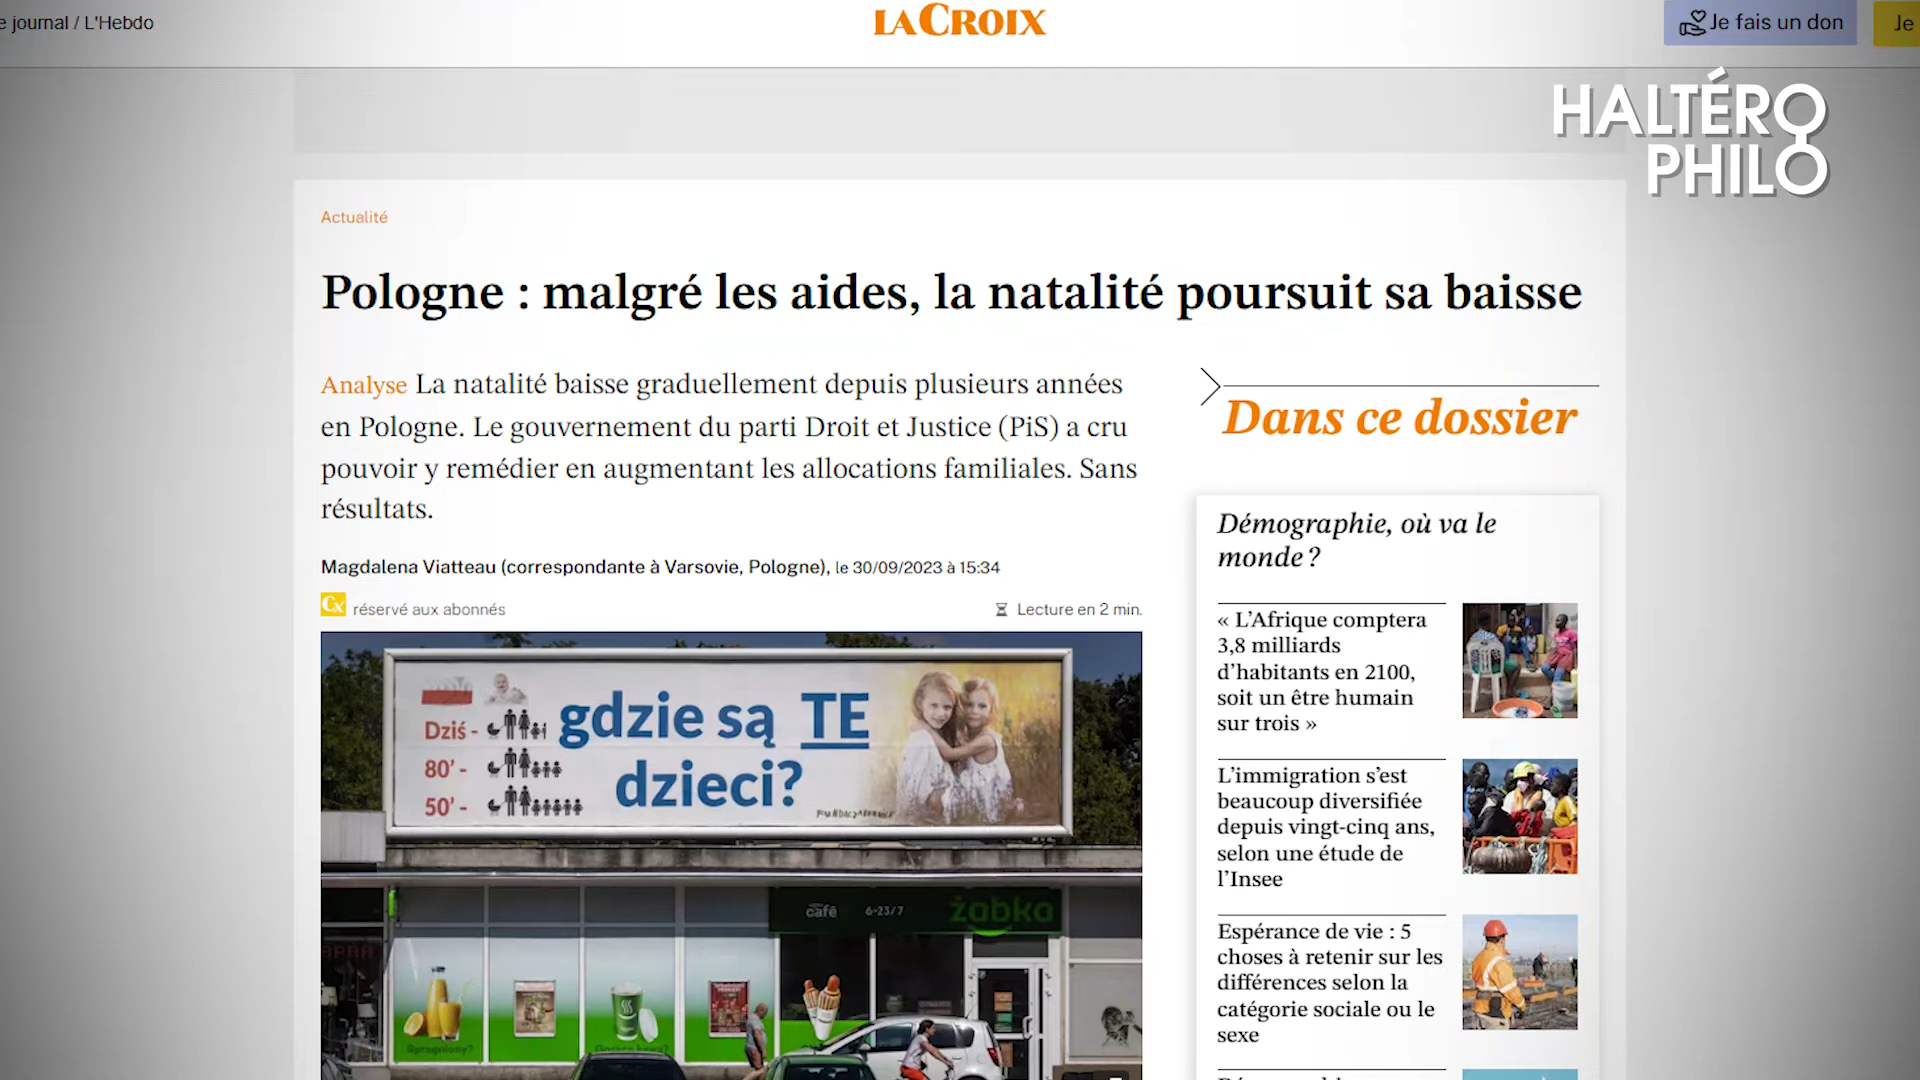 e journal / L'Hebdo
LA CROIX
Je fais un don
Je
HALTÉRO
PHILO
Actualité
Pologne : malgré les aides, la natalité poursuit sa baisse
Analyse La natalité baisse graduellement depuis plusieurs années
en Pologne. Le gouvernement du parti Droit et Justice (PiS) a cru
pouvoir y remédier en augmentant les allocations familiales. Sans
résultats.
Magdalena Viatteau (correspondante à Varsovie, Pologne), le 30/09/2023 à 15:34
Cx réservé aux abonnés
Lecture en 2 min.
Dziś -
80' -
50' -
gdzie są TE
dzieci?
café 6-23/7 żabka
Dans ce dossier
Démographie, où va le
monde ?
« L'Afrique comptera
3,8 milliards
d'habitants en 2100,
soit un être humain
sur trois »
L'immigration s'est
beaucoup diversifiée
depuis vingt-cinq ans,
selon une étude de
l'Insee
Espérance de vie : 5
choses à retenir sur les
différences selon la
catégorie sociale ou le
sexe